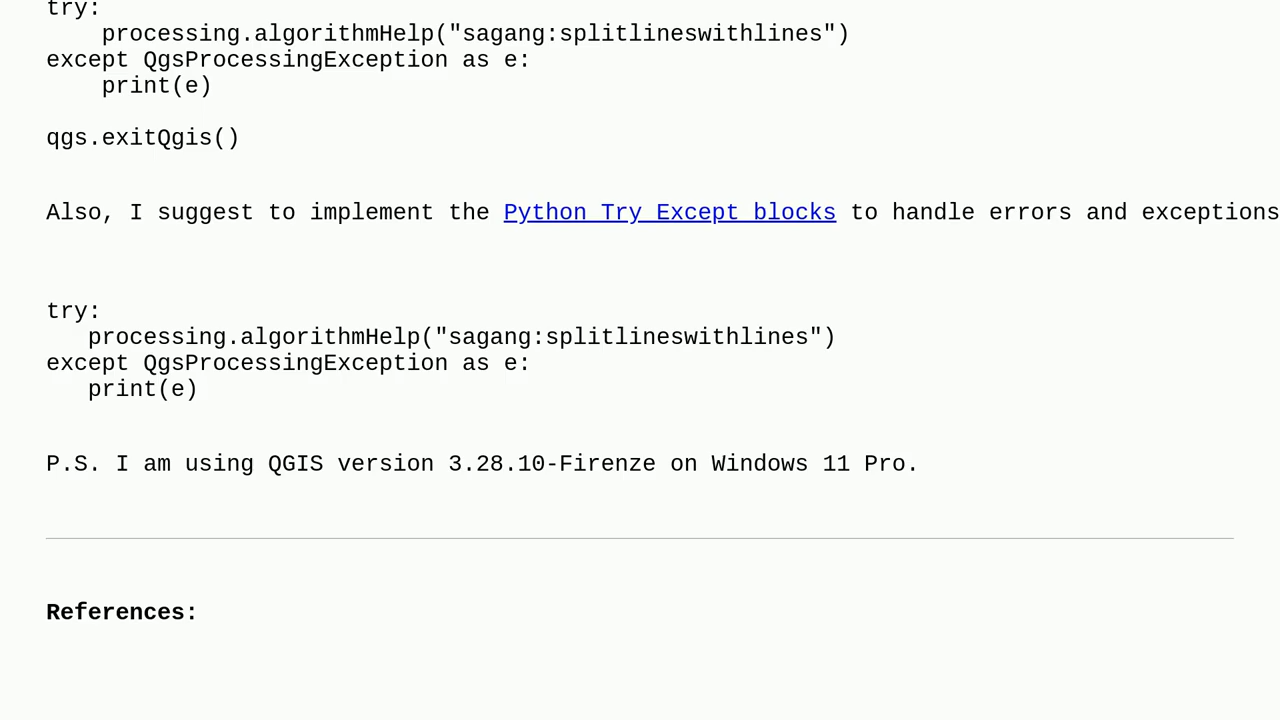 try:
    processing.algorithmHelp("sagang:splitlineswithlines")
except QgsProcessingException as e:
    print(e)
qgs.exitQgis()
Also, I suggest to implement the Python Try Except blocks to handle errors and exceptions
try:
   processing.algorithmHelp("sagang:splitlineswithlines")
except QgsProcessingException as e:
   print(e)
P.S. I am using QGIS version 3.28.10-Firenze on Windows 11 Pro.
References: